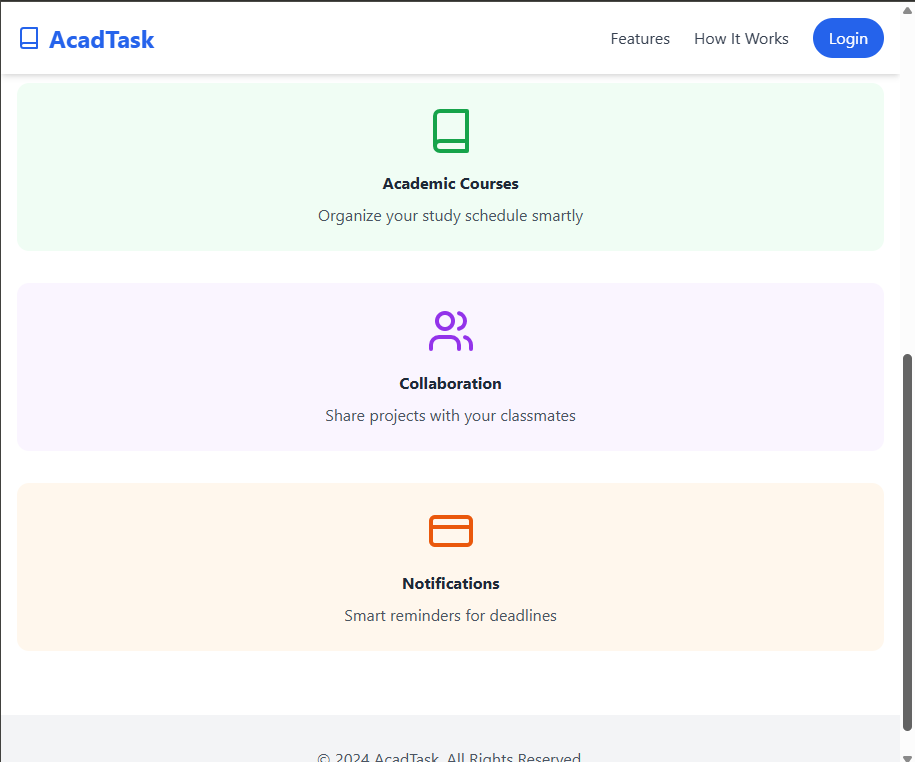 AcadTask
Features
How It Works
Login
Academic Courses
Organize your study schedule smartly
Collaboration
Share projects with your classmates
Notifications
Smart reminders for deadlines
© 2024 AcadTask. All Rights Reserved